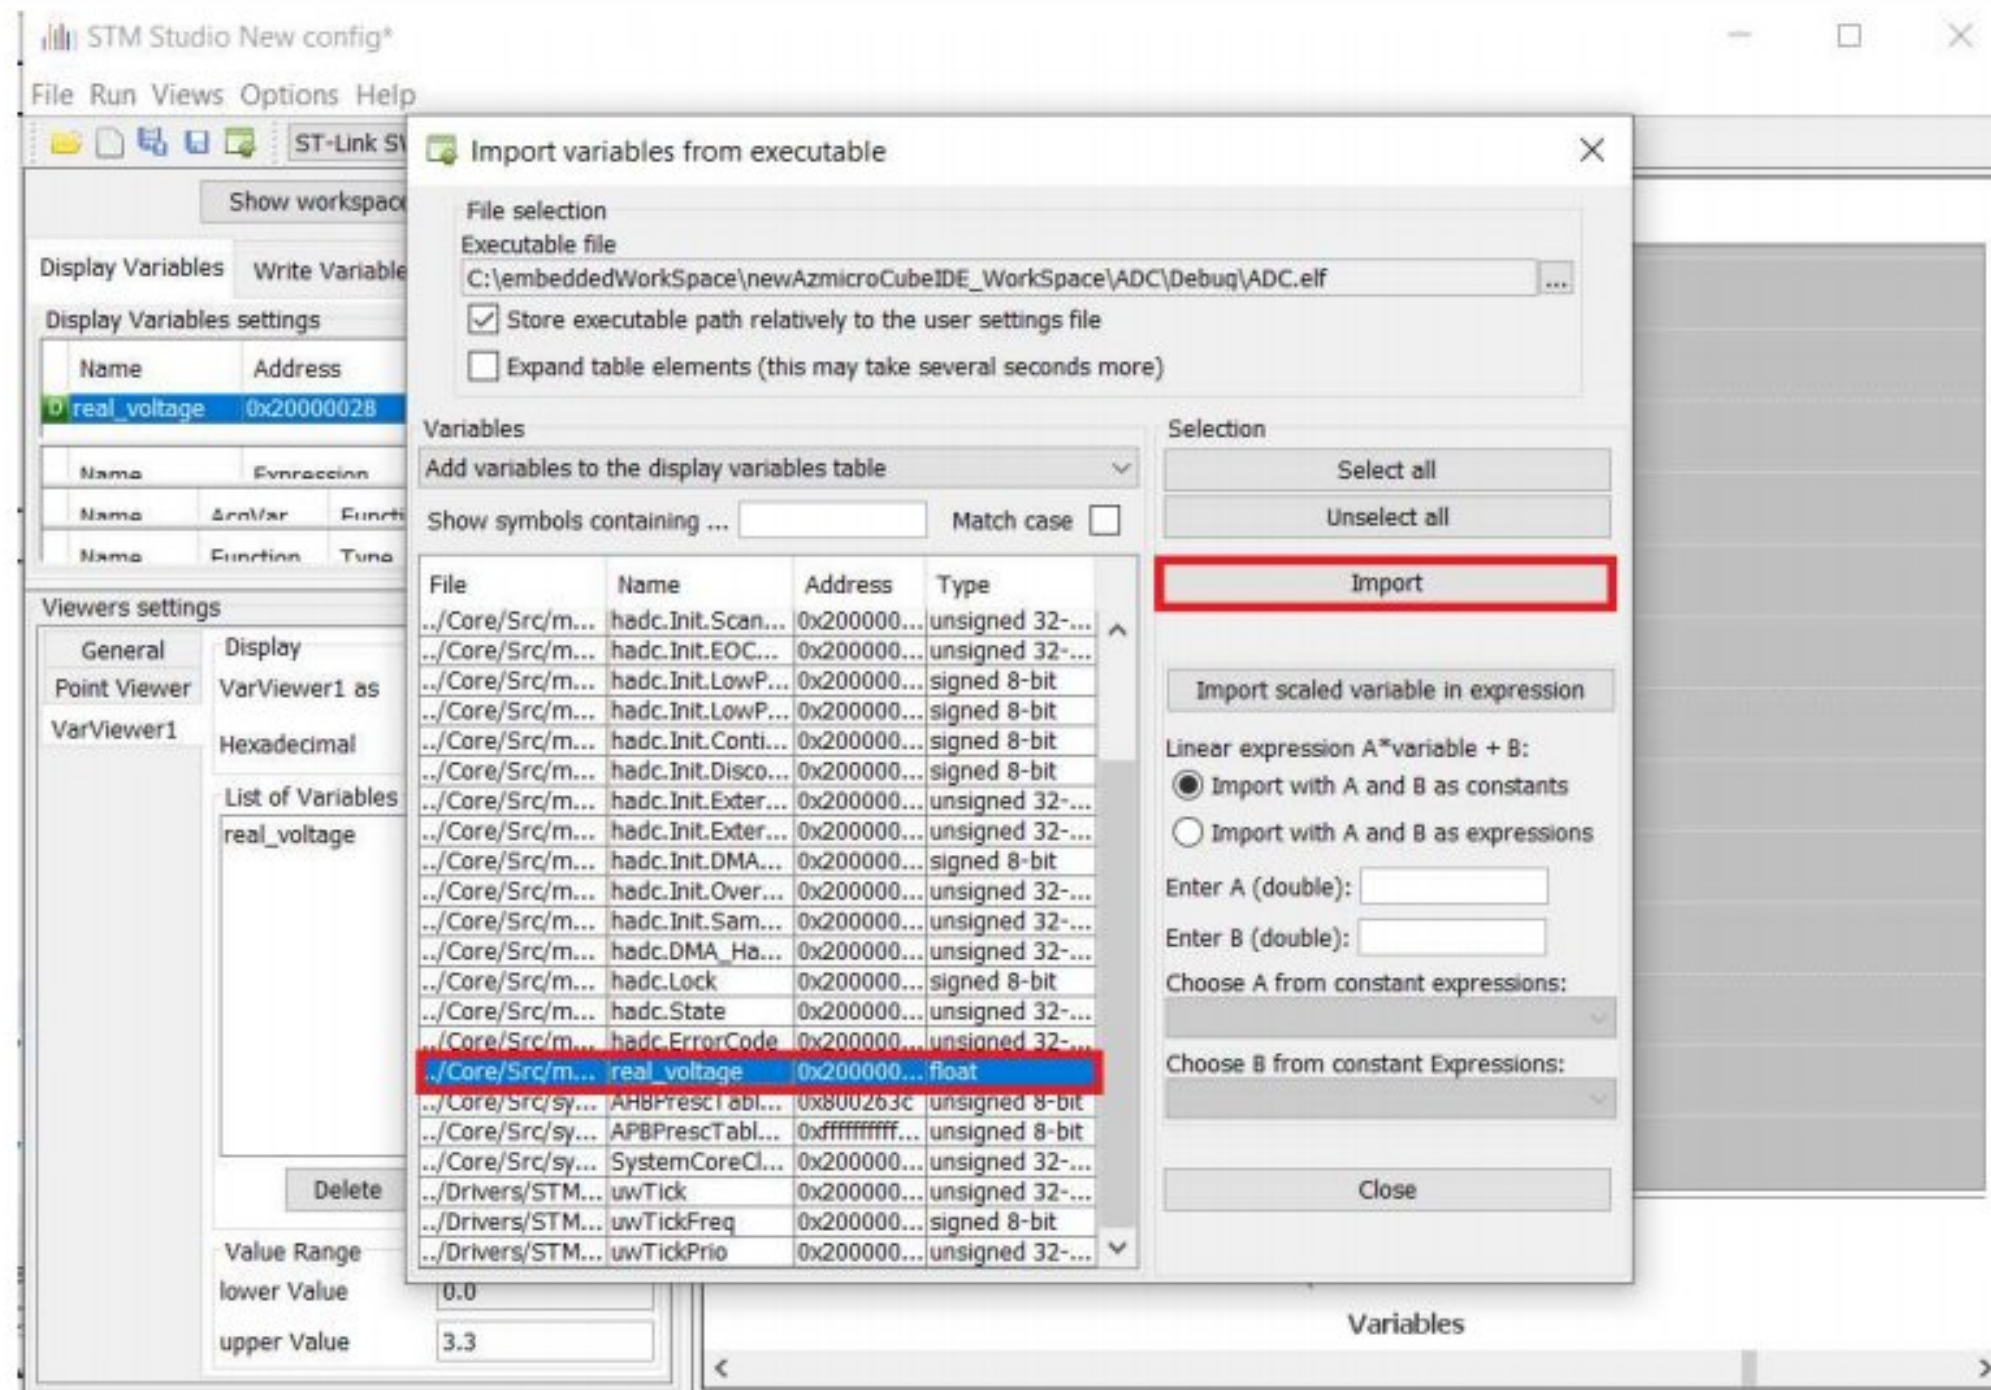 STM Studio New config*
File Run Views Options Help
ST-Link SW
Show workspace
Display Variables Write Variable
Display Variables settings
Name Address
D real_voltage 0x20000028
Name Expression
Name AcqVar Functi
Name Function Type
Viewers settings
General
Point Viewer
VarViewer1
Display
VarViewer1 as
Hexadecimal
List of Variables
real_voltage
Delete
Value Range
lower Value 0.0
upper Value 3.3
Import variables from executable
File selection
Executable file
C:\embeddedWorkSpace\newAzmicroCubeIDE_WorkSpace\ADC\Debug\ADC.elf
...
Store executable path relatively to the user settings file
Expand table elements (this may take several seconds more)
Variables
Add variables to the display variables table
Show symbols containing ... Match case
File Name Address Type
../Core/Src/m... hadc.Init.Scan... 0x200000... unsigned 32-...
../Core/Src/m... hadc.Init.EOC... 0x200000... unsigned 32-...
../Core/Src/m... hadc.Init.LowP... 0x200000... signed 8-bit
../Core/Src/m... hadc.Init.LowP... 0x200000... signed 8-bit
../Core/Src/m... hadc.Init.Conti... 0x200000... signed 8-bit
../Core/Src/m... hadc.Init.Disco... 0x200000... signed 8-bit
../Core/Src/m... hadc.Init.Exter... 0x200000... unsigned 32-...
../Core/Src/m... hadc.Init.Exter... 0x200000... unsigned 32-...
../Core/Src/m... hadc.Init.DMA... 0x200000... signed 8-bit
../Core/Src/m... hadc.Init.Over... 0x200000... unsigned 32-...
../Core/Src/m... hadc.Init.Sam... 0x200000... unsigned 32-...
../Core/Src/m... hadc.DMA_Ha... 0x200000... unsigned 32-...
../Core/Src/m... hadc.Lock 0x200000... signed 8-bit
../Core/Src/m... hadc.State 0x200000... unsigned 32-...
../Core/Src/m... hadc.ErrorCode 0x200000... unsigned 32-...
../Core/Src/m... real_voltage 0x200000... float
../Core/Src/sy... AHBPrescTabl... 0x800263c unsigned 8-bit
../Core/Src/sy... APBPrescTabl... 0xffffffffff... unsigned 8-bit
../Core/Src/sy... SystemCoreCl... 0x200000... unsigned 32-...
../Drivers/STM... uwTick 0x200000... unsigned 32-...
../Drivers/STM... uwTickFreq 0x200000... signed 8-bit
../Drivers/STM... uwTickPrio 0x200000... unsigned 32-...
Selection
Select all
Unselect all
Import
Import scaled variable in expression
Linear expression A*variable + B:
Import with A and B as constants
Import with A and B as expressions
Enter A (double):
Enter B (double):
Choose A from constant expressions:
Choose B from constant Expressions:
Close
Variables